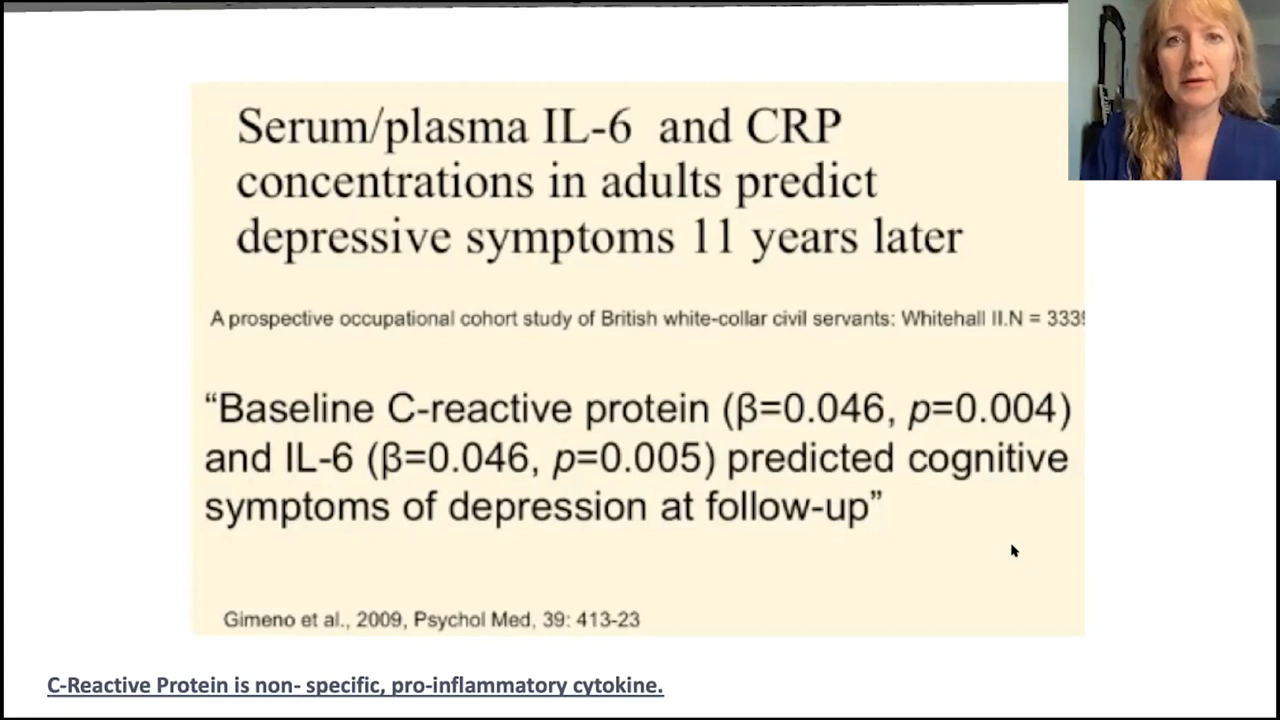 Serum/plasma IL-6 and CRP
concentrations in adults predict
depressive symptoms 11 years later
A prospective occupational cohort study of British white-collar civil servants: Whitehall II.N = 333
“Baseline C-reactive protein (β=0.046, p=0.004)
and IL-6 (β=0.046, p=0.005) predicted cognitive
symptoms of depression at follow-up”
Gimeno et al., 2009, Psychol Med, 39: 413-23
C-Reactive Protein is non- specific, pro-inflammatory cytokine.